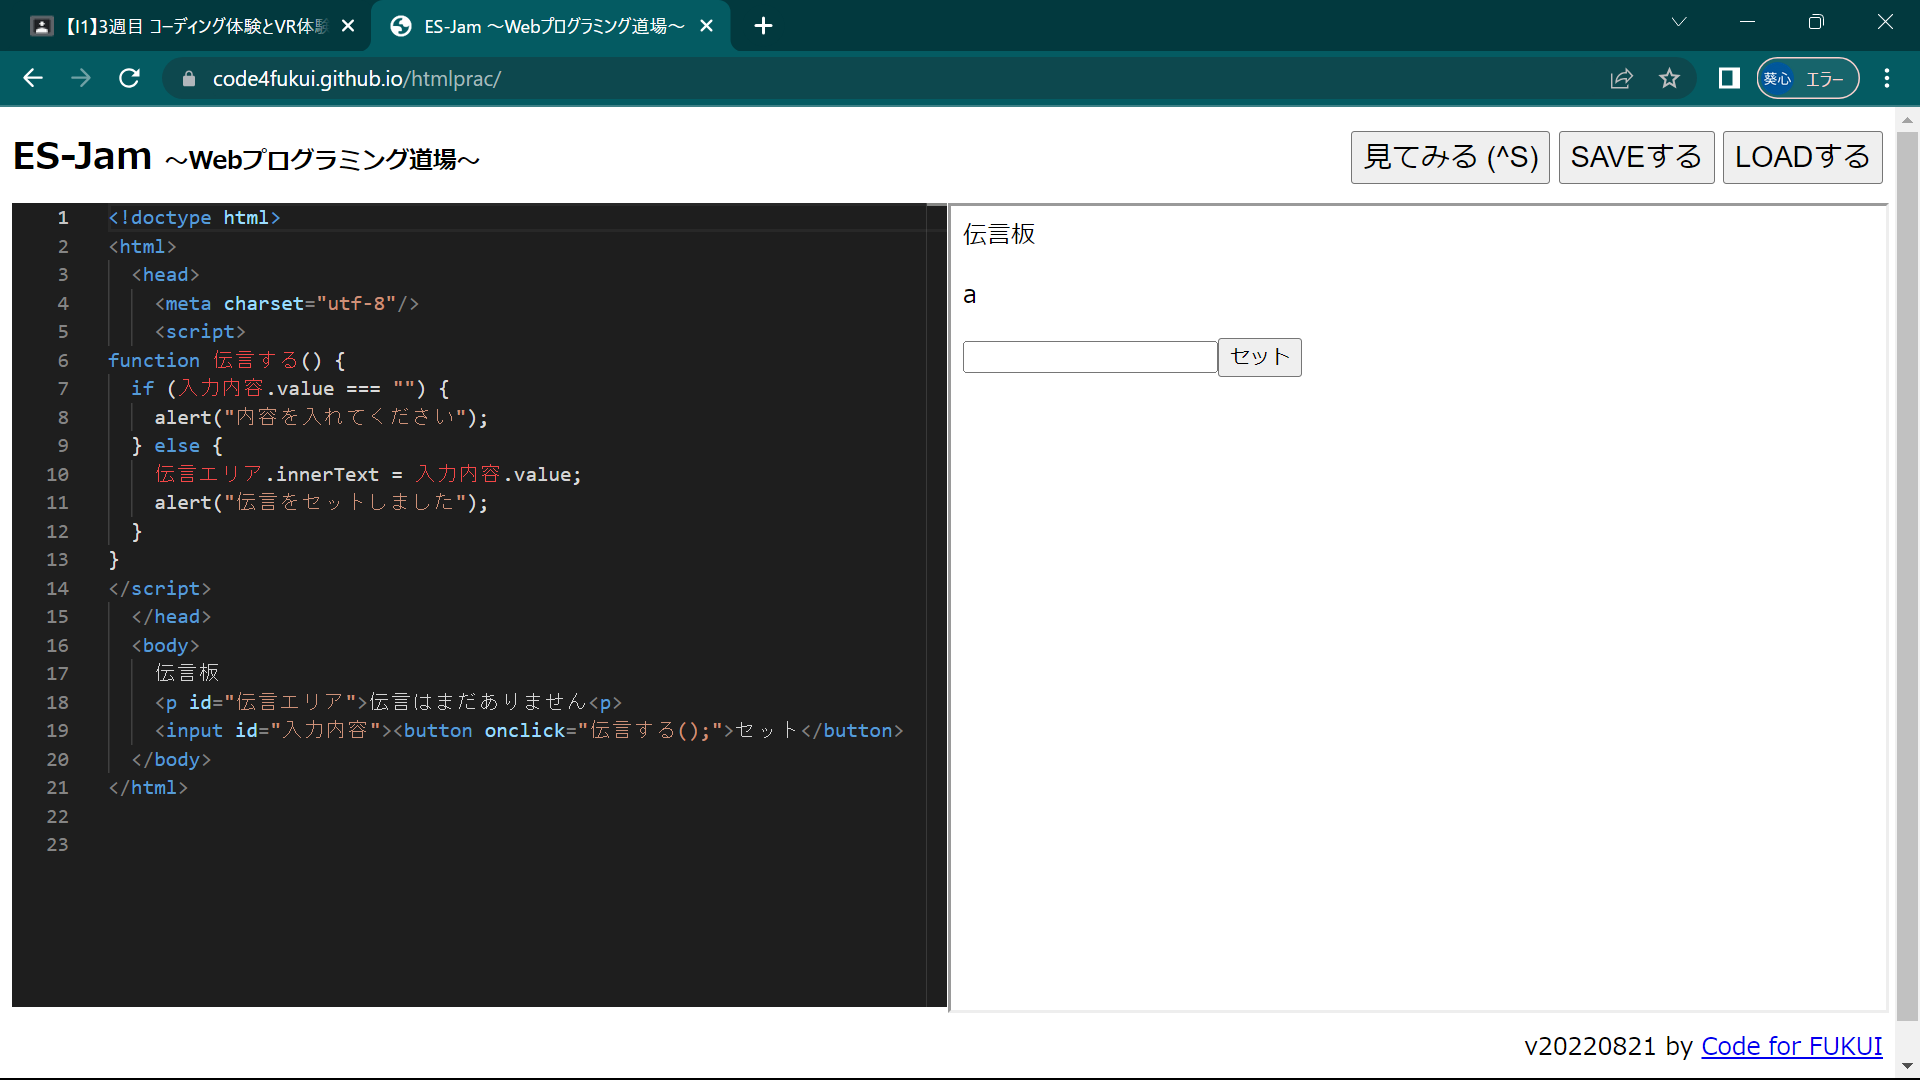 【I1】3週目 コーディング体験とVR体験
ES-Jam ～Webプログラミング道場～
code4fukui.github.io/htmlprac/
葵心 エラー
ES-Jam ～Webプログラミング道場～
見てみる (^S) SAVEする LOADする
1 <!doctype html>
2 <html>
3 <head>
4 <meta charset="utf-8"/>
5 <script>
6 function 伝言する() {
7 if (入力内容.value === "") {
8 alert("内容を入れてください");
9 } else {
10 伝言エリア.innerText = 入力内容.value;
11 alert("伝言をセットしました");
12 }
13 }
14 </script>
15 </head>
16 <body>
17 伝言板
18 <p id="伝言エリア">伝言はまだありません<p>
19 <input id="入力内容"><button onclick="伝言する();">セット</button>
20 </body>
21 </html>
22
23
伝言板
a
セット
v20220821 by Code for FUKUI